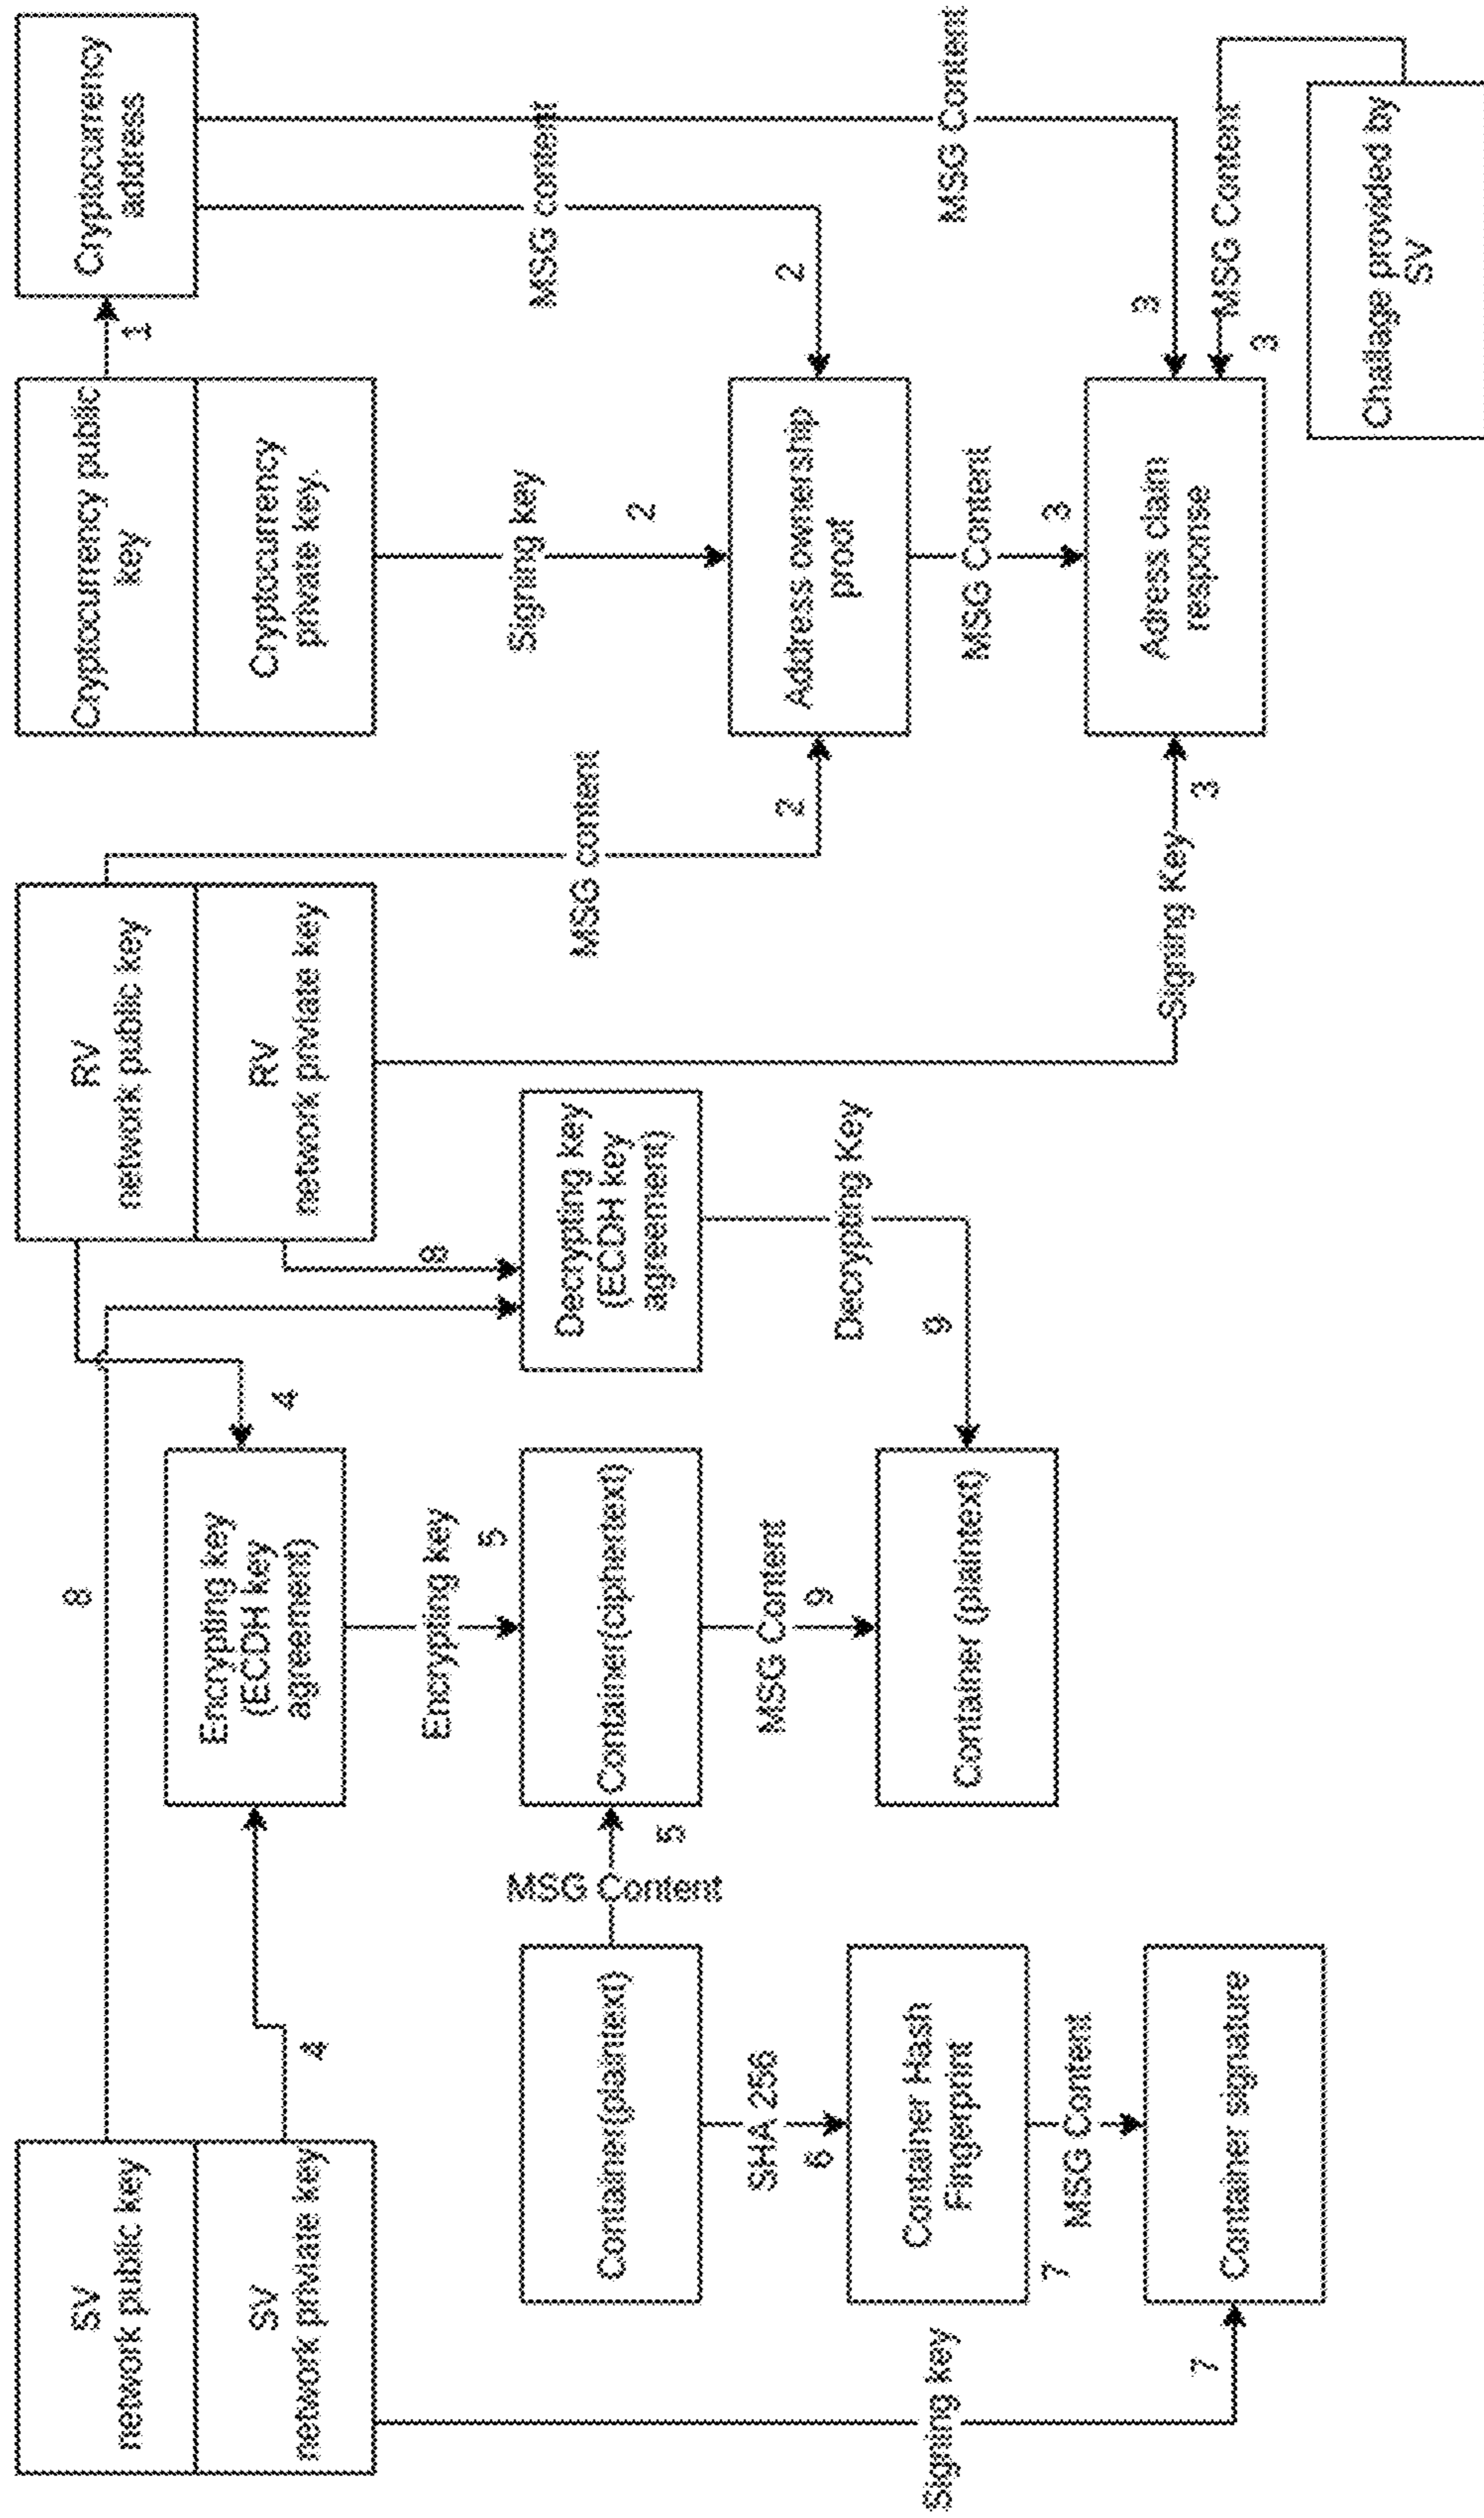 SV
network public key
SV
network priviate key
8
4
RV
network public key
RV
network priviate key
Cryptocurrency public
key
Cryptocurrency
private key.
1
Cryptocurrency
address
Encrypting key
(ECDH key
agreement)
4
8
Encrypting key
5
Signing key
2
MSG content
MSG content
Container(plaintext)
MSG Content
5
Container(ciphertext)
Decrypting key
(ECDH key
agreement)
2
2
SHA 256
6
MSG Content
9
Decrypting Key
9
Address ownership
proof
Container Hash
Fingerprint
Container (plaintext)
MSG Content
3
MSG Content
Signing key
7
MSG Content
7
Container signature
Signing Key
3
Adress claim
response
3
MSG Content
3
Challage provided by
SV